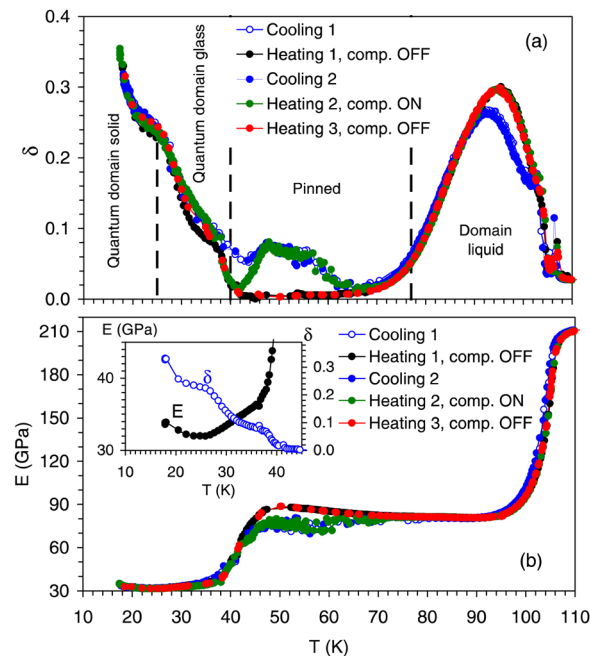 0.4
0.3
0.2
0.1
0.0
δ
(a)
Cooling 1
Heating 1, comp. OFF
Cooling 2
Heating 2, comp. ON
Heating 3, comp. OFF
Quantum domain solid
Quantum domain glass
Pinned
Domain
liquid
E (GPa)
210
180
150
120
90
60
30
(b)
Cooling 1
Heating 1, comp. OFF
Cooling 2
Heating 2, comp. ON
Heating 3, comp. OFF
E (GPa)
δ
40
30
0.3
0.2
0.1
0.0
δ
E
10 20 30 40
T (K)
10 20 30 40 50 60 70 80 90 100 110
T (K)